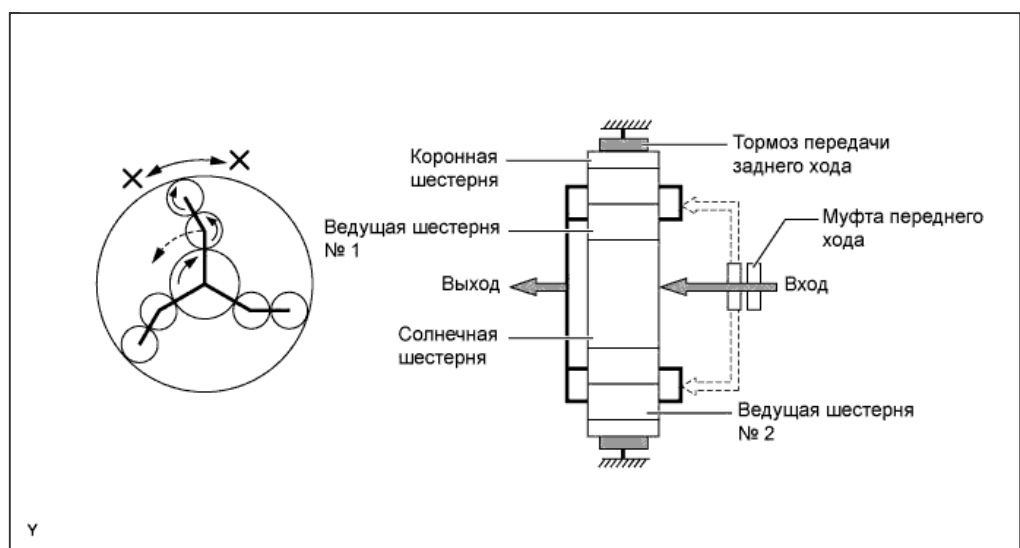 Коронная
шестерня
Ведущая шестерня
№ 1
Выход
Солнечная
шестерня
Тормоз передачи
заднего хода
Муфта переднего
хода
Вход
Ведущая шестерня
№ 2
Y